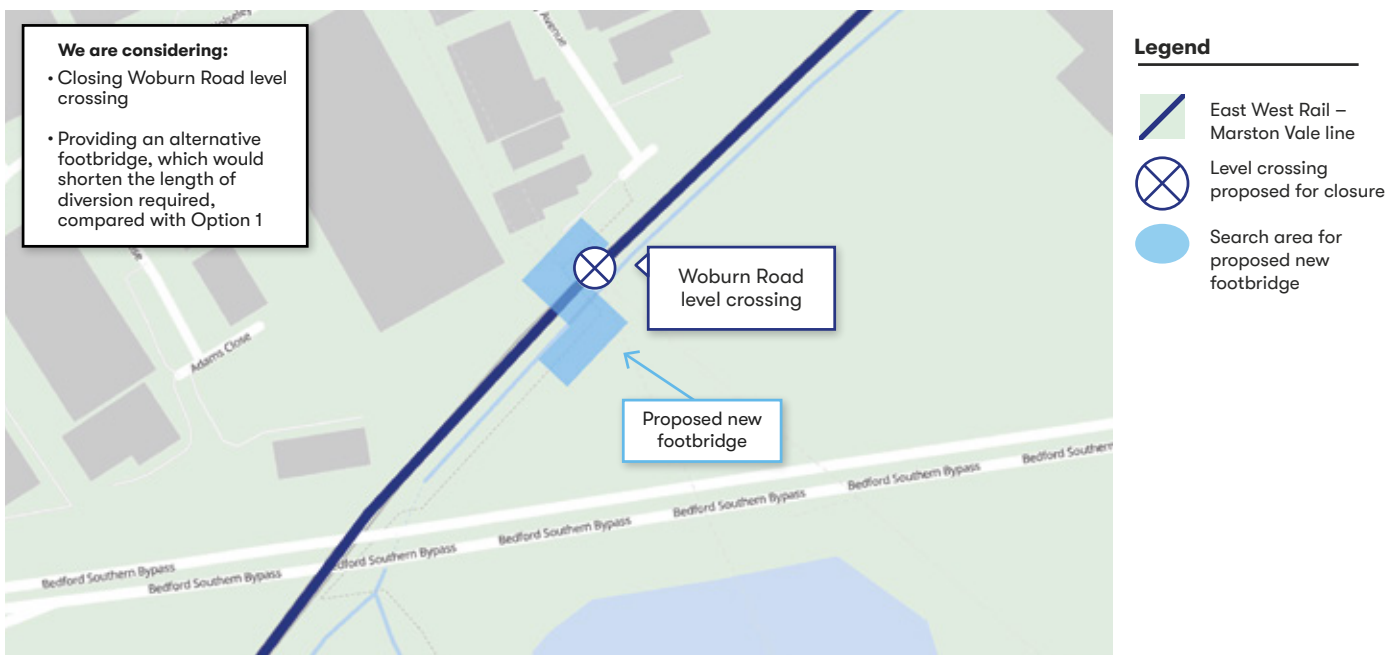 We are considering:
• Closing Woburn Road level
crossing
• Providing an alternative
footbridge, which would
shorten the length of
diversion required,
compared with Option 1
Avenue
Woburn Road
level crossing
Adams Close
Proposed new
footbridge
Bedford Southern
Bedford Southern Bypass
Bedford Southern Bypass
Bedford Southern Bypass
Bedford Southern Bypass
Bedford Southern Bypass
Bedford Southern Bypass
Legend
East West Rail –
Marston Vale line
Level crossing
proposed for closure
Search area for
proposed new
footbridge